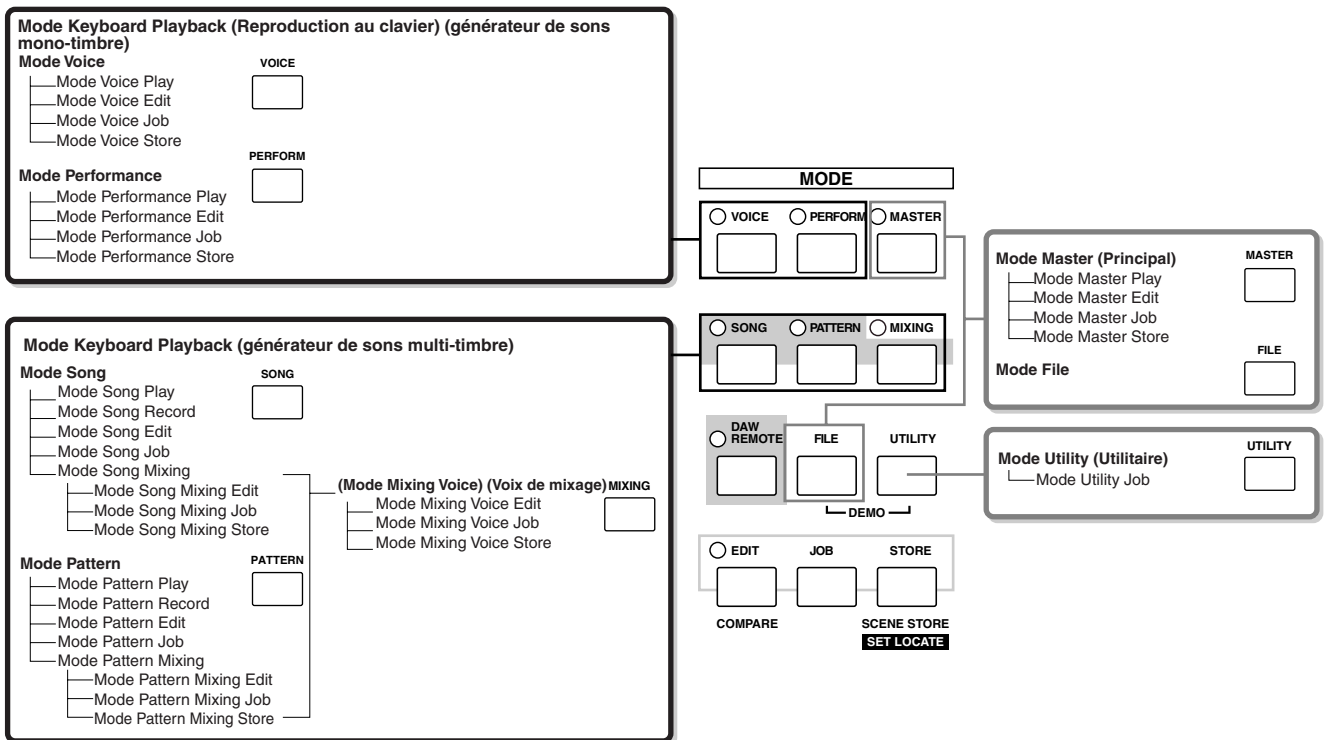 Mode Keyboard Playback (Reproduction au clavier) (générateur de sons
mono-timbre)
Mode Voice
VOICE
Mode Voice Play
Mode Voice Edit
Mode Voice Job
Mode Voice Store
PERFORM
Mode Performance
Mode Performance Play
Mode Performance Edit
Mode Performance Job
Mode Performance Store
Mode Keyboard Playback (générateur de sons multi-timbre)
Mode Song
SONG
Mode Song Play
Mode Song Record
Mode Song Edit
Mode Song Job
Mode Song Mixing
Mode Song Mixing Edit
Mode Song Mixing Job
Mode Song Mixing Store
(Mode Mixing Voice) (Voix de mixage) MIXING
Mode Mixing Voice Edit
Mode Mixing Voice Job
Mode Mixing Voice Store
Mode Pattern
PATTERN
Mode Pattern Play
Mode Pattern Record
Mode Pattern Edit
Mode Pattern Job
Mode Pattern Mixing
Mode Pattern Mixing Edit
Mode Pattern Mixing Job
Mode Pattern Mixing Store
MODE
VOICE PERFORM MASTER
SONG PATTERN MIXING
DAW
REMOTE FILE UTILITY
DEMO
EDIT JOB STORE
COMPARE SCENE STORE
SET LOCATE
Mode Master (Principal)
MASTER
Mode Master Play
Mode Master Edit
Mode Master Job
Mode Master Store
FILE
Mode File
Mode Utility (Utilitaire)
UTILITY
Mode Utility Job